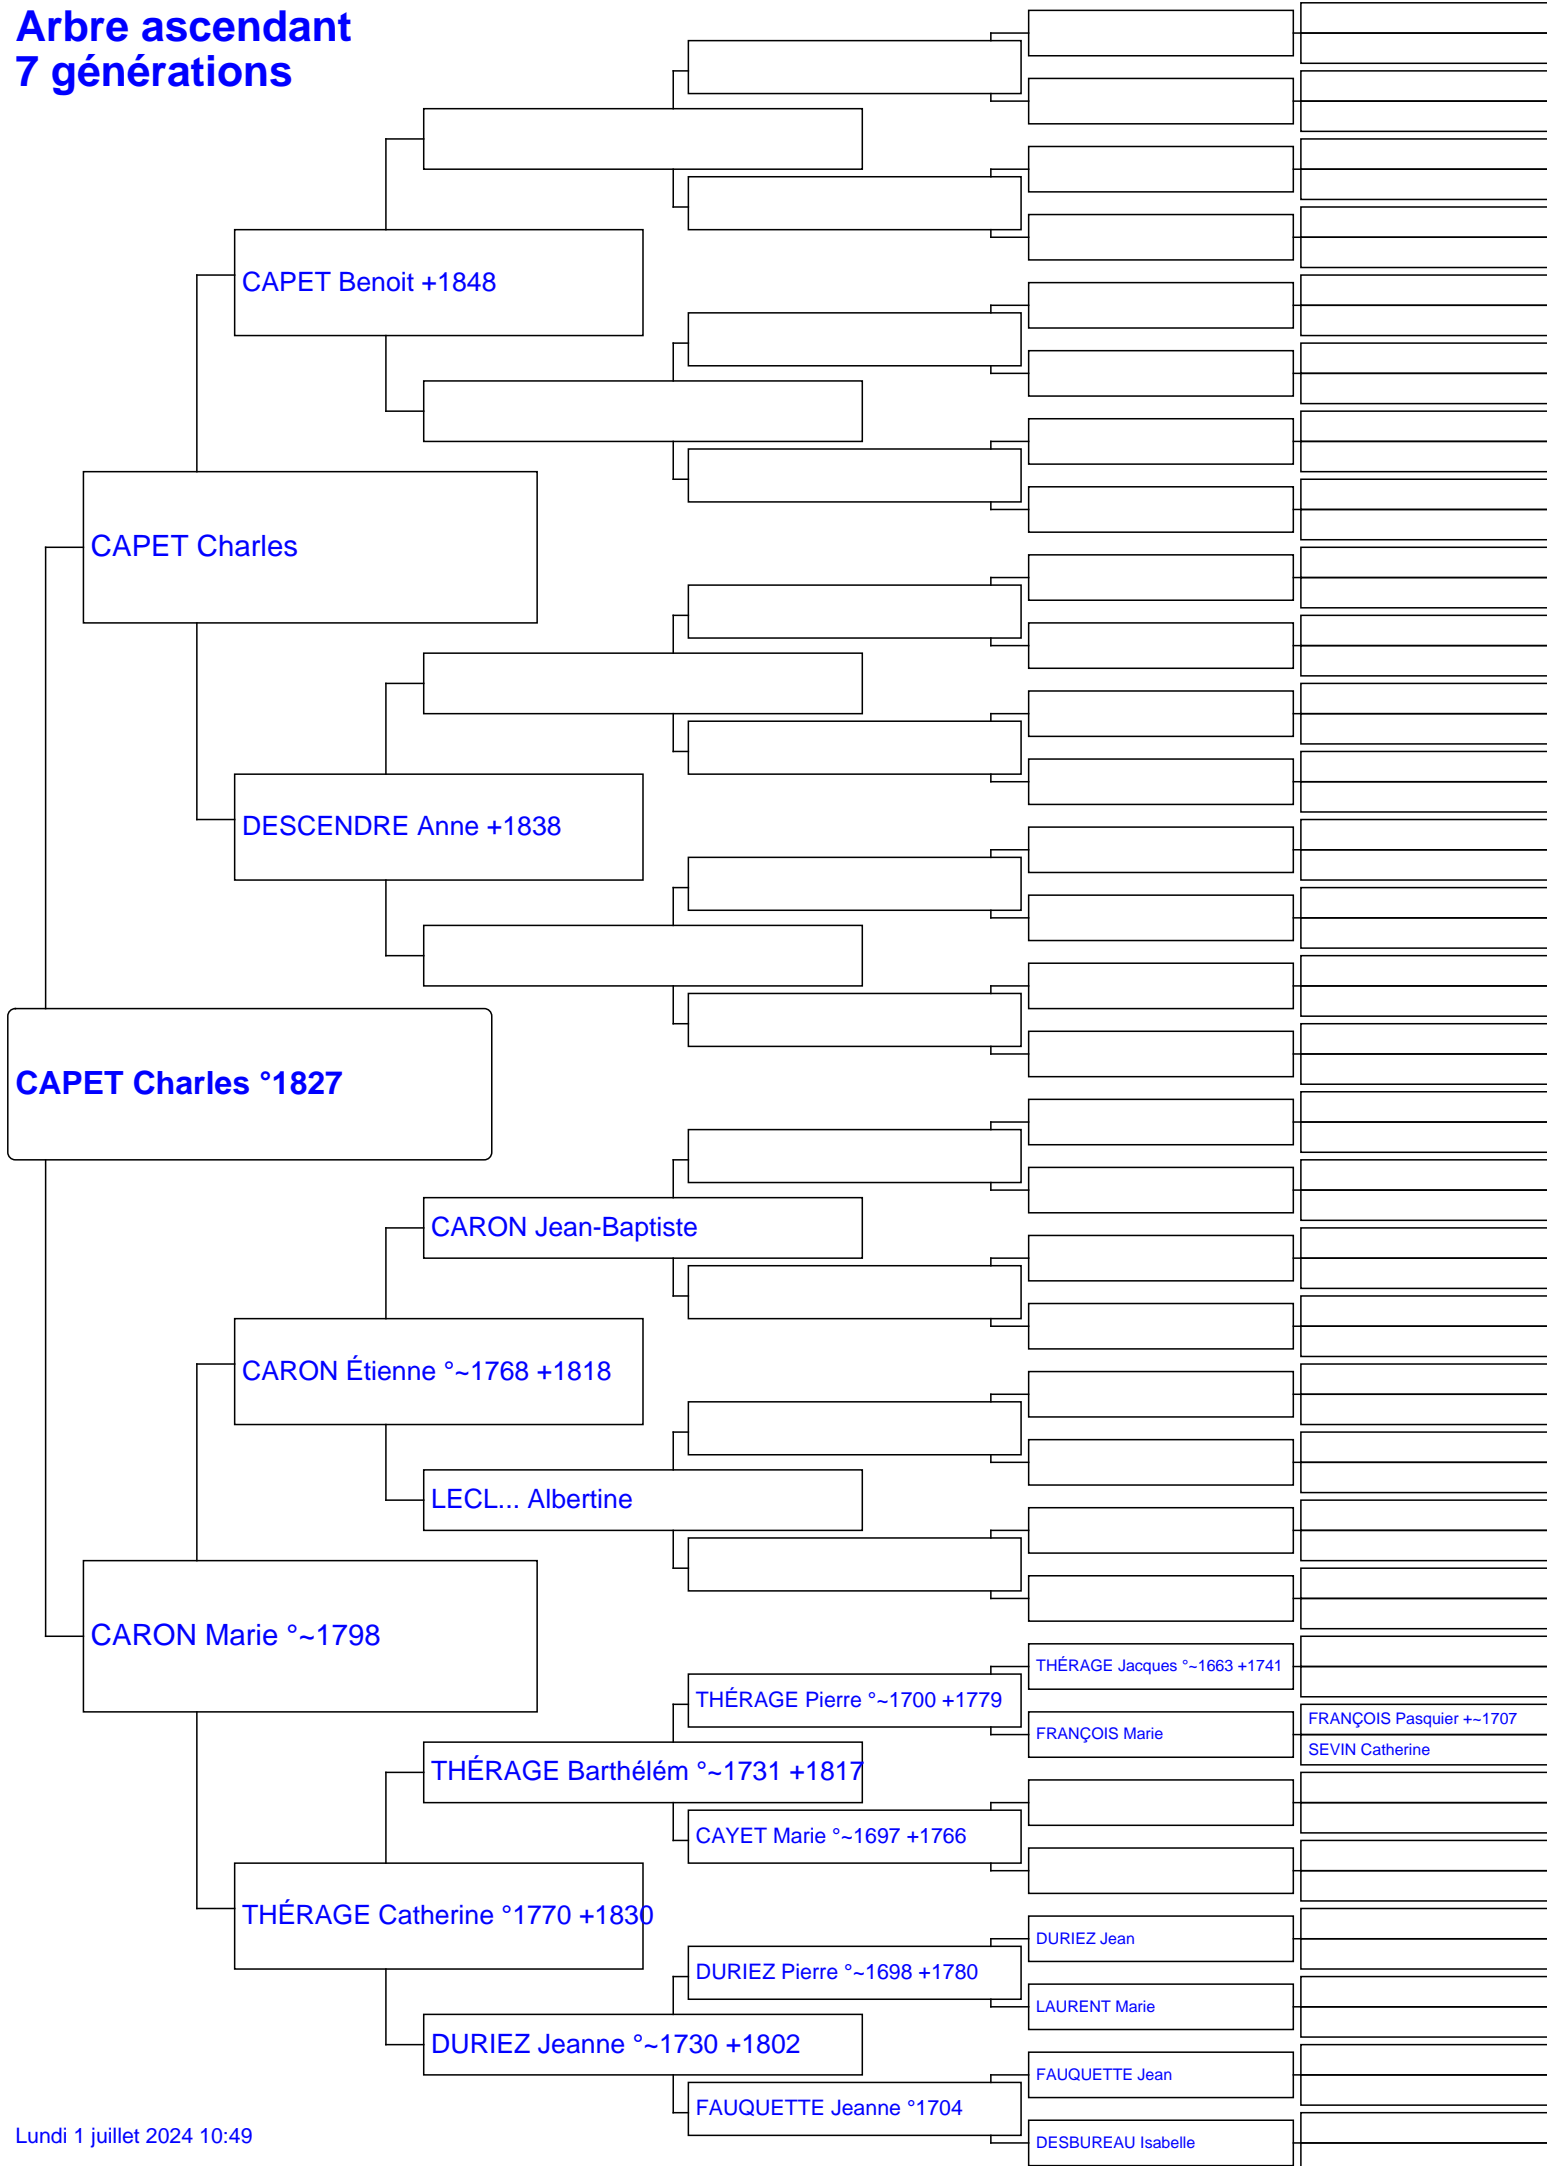 Arbre ascendant
7 générations
CAPET Benoit +1848
CAPET Charles
DESCENDRE Anne +1838
CAPET Charles °1827
CARON Jean-Baptiste
CARON Étienne °~1768 +1818
LECL... Albertine
CARON Marie °~1798
THÉRAGE Jacques °~1663 +1741
THÉRAGE Pierre °~1700 +1779
FRANÇOIS Pasquier +~1707
FRANÇOIS Marie
SEVIN Catherine
THÉRAGE Barthélém °~1731 +1817
CAYET Marie °~1697 +1766
THÉRAGE Catherine °1770 +1830
DURIEZ Jean
DURIEZ Pierre °~1698 +1780
LAURENT Marie
DURIEZ Jeanne °~1730 +1802
FAUQUETTE Jean
FAUQUETTE Jeanne °1704
DESBUREAU Isabelle
Lundi 1 juillet 2024 10:49